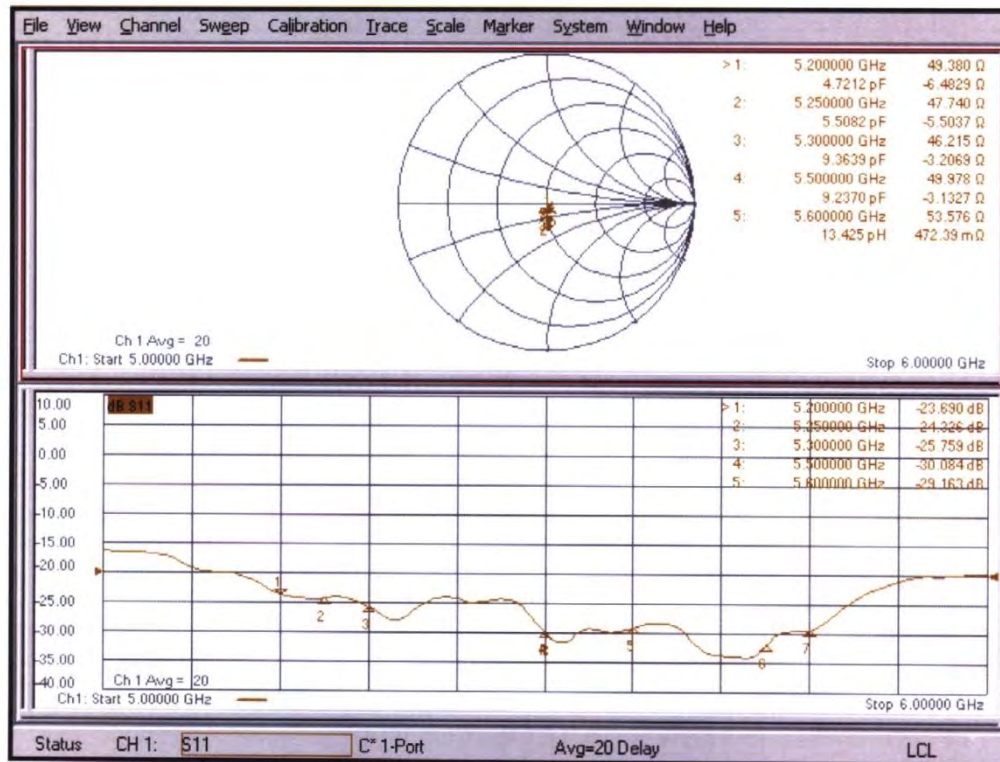 File View Channel Sweep Calibration Trace Scale Marker System Window Help
> 1: 5.200000 GHz 49.380 Ω
4.7212 pF -6.4829 Ω
2: 5.250000 GHz 47.740 Ω
5.5082 pF -5.5037 Ω
3: 5.300000 GHz 46.215 Ω
9.3639 pF -3.2069 Ω
4: 5.500000 GHz 49.978 Ω
9.2370 pF -3.1327 Ω
5: 5.600000 GHz 53.576 Ω
13.425 pH 472.39 mΩ
Ch 1 Avg = 20
Ch1: Start 5.00000 GHz
Stop 6.00000 GHz
10.00
dB S11
> 1: 5.200000 GHz -23.690 dB
5.00
2: 5.250000 GHz -24.326 dB
0.00
3: 5.300000 GHz -25.759 dB
4: 5.500000 GHz -30.084 dB
-5.00
5: 5.600000 GHz -29.163 dB
-10.00
-15.00
-20.00
-25.00
1
2
3
-30.00
4
5
6
7
-35.00
-40.00
Ch 1 Avg = 20
Ch1: Start 5.00000 GHz
Stop 6.00000 GHz
Status CH 1: S11 C* 1-Port Avg=20 Delay LCL